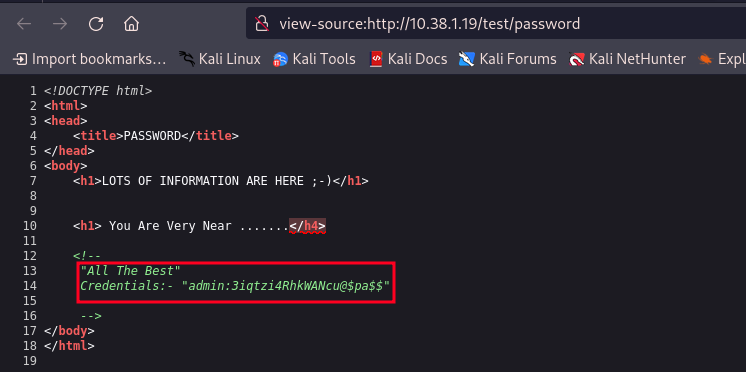 view-source:http://10.38.1.19/test/password
Import bookmarks... Kali Linux Kali Tools Kali Docs Kali Forums Kali NetHunter Expl
1 <!DOCTYPE html>
2 <html>
3 <head>
4 <title>PASSWORD</title>
5 </head>
6 <body>
7 <h1>LOTS OF INFORMATION ARE HERE ;-)</h1>
8
9
10 <h1> You Are Very Near .......</h4>
11
12 <!--
13 "All The Best"
14 Credentials:- "admin:3iqtzi4RhkWANcu@$pa$$"
15
16 -->
17 </body>
18 </html>
19